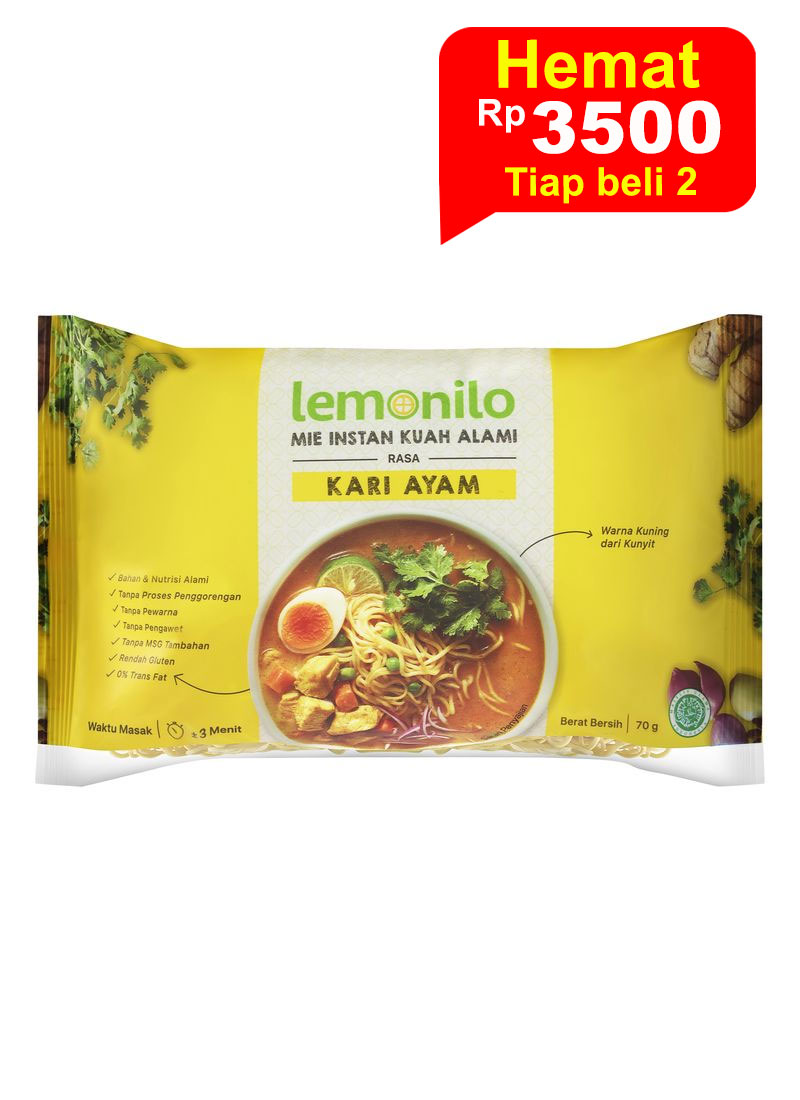 Hemat
Rp 3500
Tiap beli 2
lemonilo
MIE INSTAN KUAH ALAMI
RASA
KARI AYAM
Warna Kuning
dari Kunyit
✓ Bahan & Nutrisi Alami
✓ Tanpa Proses Penggorengan
✓ Tanpa Pewarna
✓ Tanpa Pengawet
✓ Tanpa MSG Tambahan
✓ Rendah Gluten
✓ 0% Trans Fat
Waktu Masak | ± 3 Menit
Penyajian
Berat Bersih | 70 g